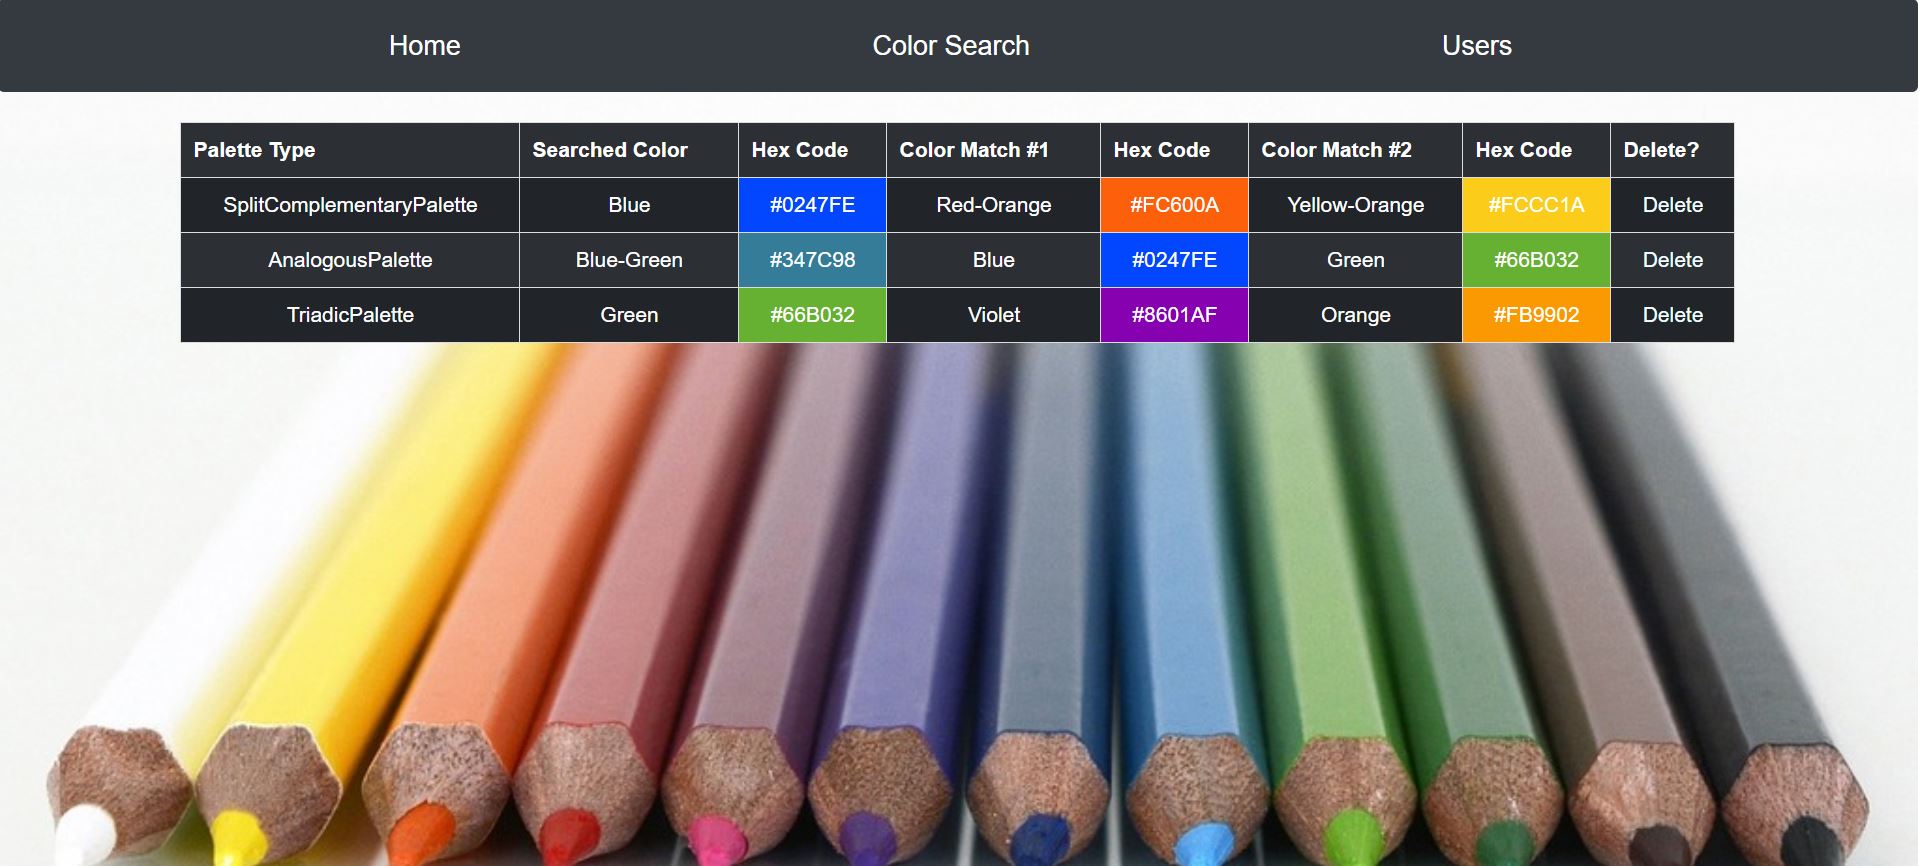 Home Color Search Users
Palette Type Searched Color Hex Code Color Match #1 Hex Code Color Match #2 Hex Code Delete?
SplitComplementaryPalette Blue #0247FE Red-Orange #FC600A Yellow-Orange #FCCC1A Delete
AnalogousPalette Blue-Green #347C98 Blue #0247FE Green #66B032 Delete
TriadicPalette Green #66B032 Violet #8601AF Orange #FB9902 Delete